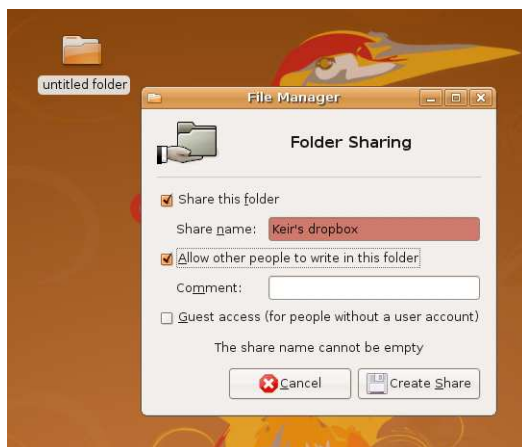 untitled folder
File Manager
Folder Sharing
Share this folder
Share name: Keir's dropbox
Allow other people to write in this folder
Comment:
Guest access (for people without a user account)
The share name cannot be empty
Cancel Create Share